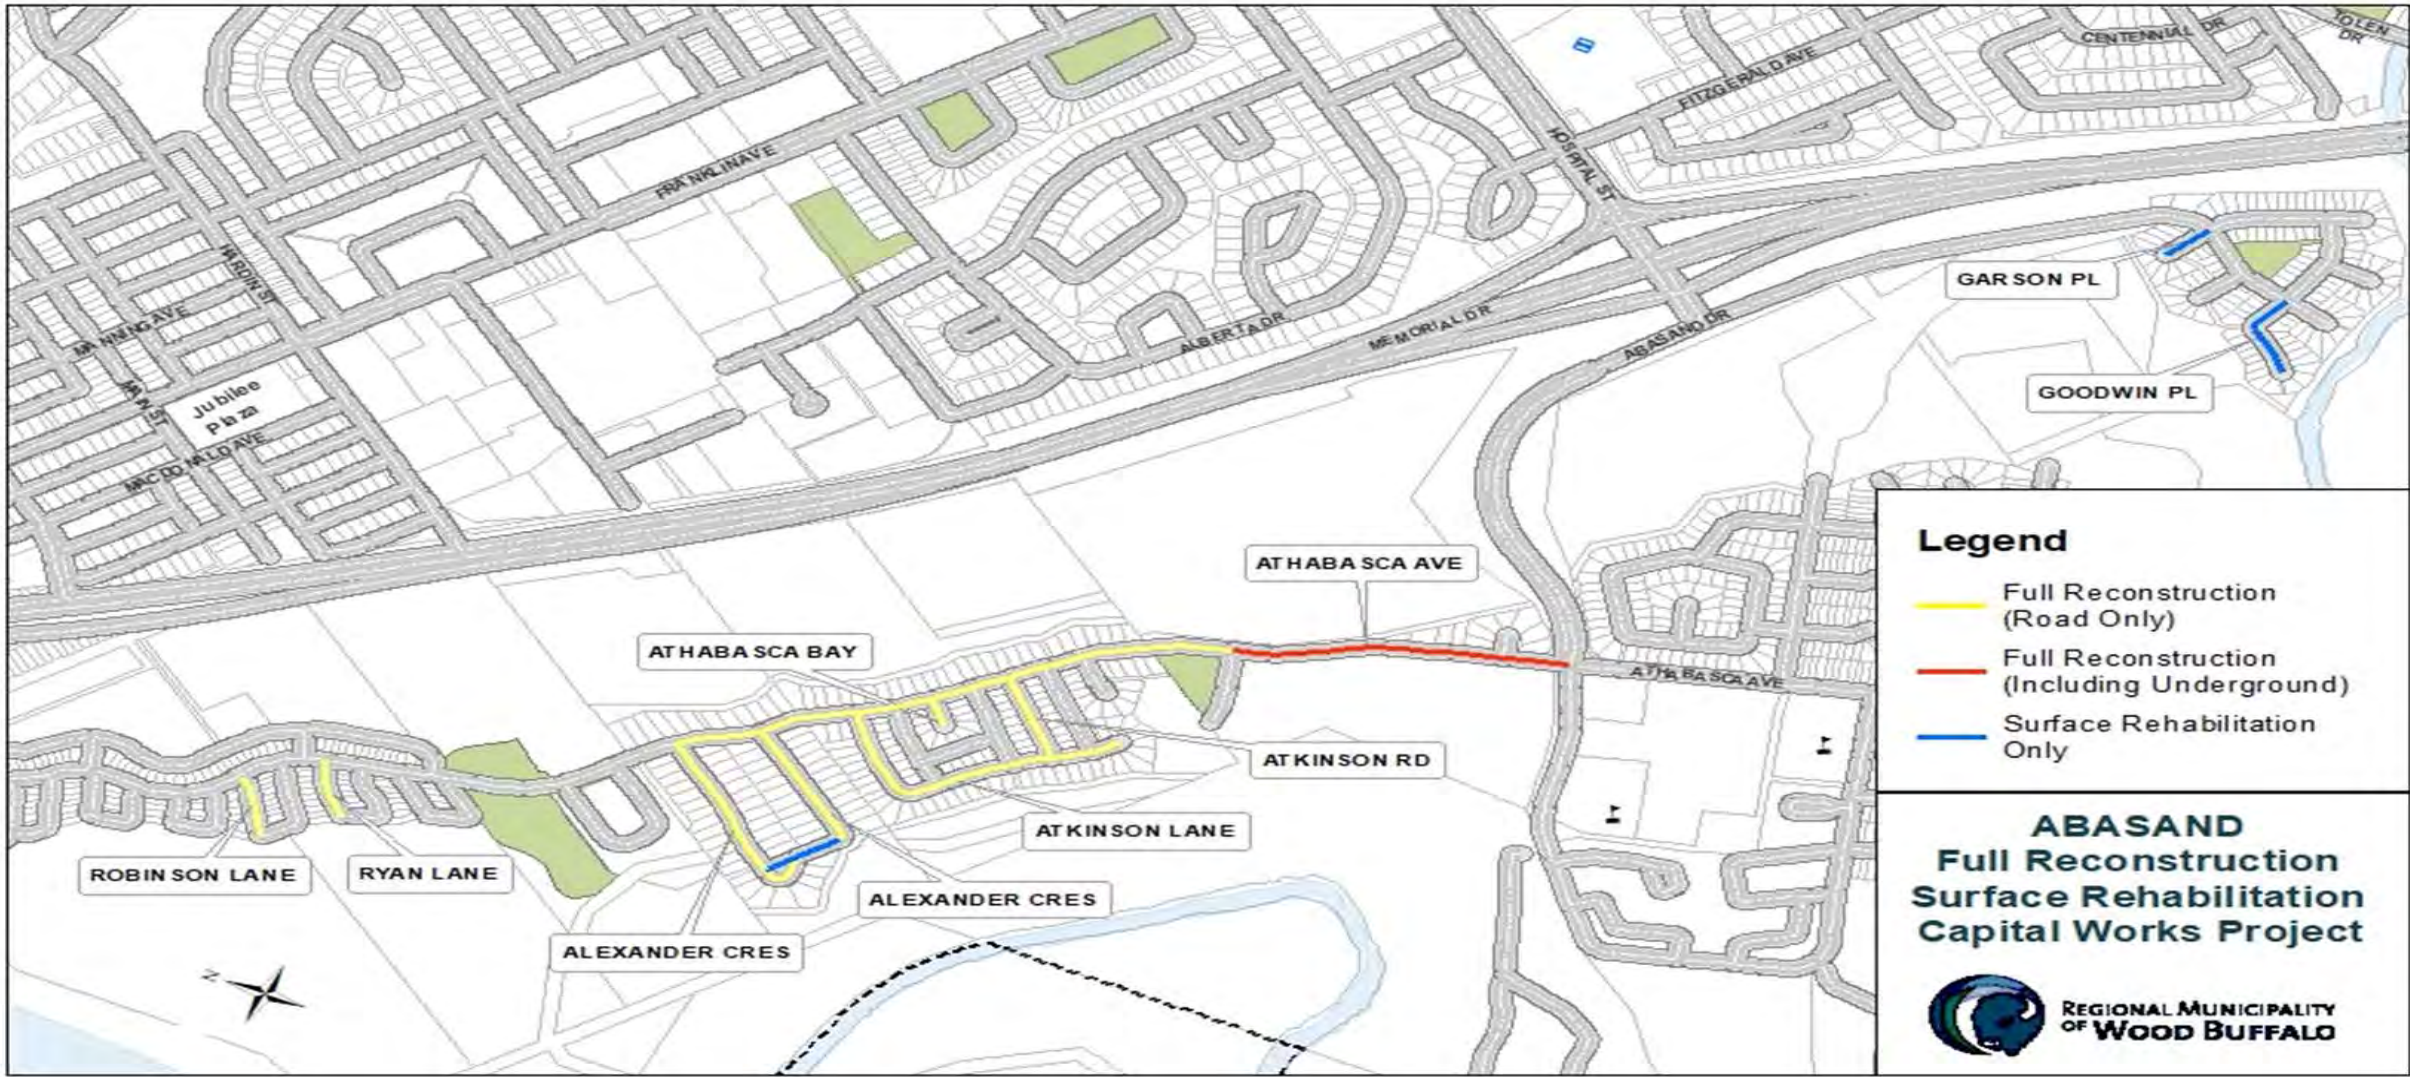 TOLEN
DR
CENTENNIAL DR
FITZGERALD AVE
HOSPITAL ST
FRANKLIN AVE
HARDIN ST
MANNING AVE
MAIN ST
Jubilee
Plaza
MACDONALD AVE
ALBERTA DR
MEMORIAL DR
ABASAND DR
GARSON PL
GOODWIN PL
ATHABASCA AVE
ATHABASCA BAY
ATHABASCA AVE
ATKINSON RD
ATKINSON LANE
ROBINSON LANE
RYAN LANE
ALEXANDER CRES
ALEXANDER CRES
N
Legend
Full Reconstruction
(Road Only)
Full Reconstruction
(Including Underground)
Surface Rehabilitation
Only
ABASAND
Full Reconstruction
Surface Rehabilitation
Capital Works Project
REGIONAL MUNICIPALITY
OF WOOD BUFFALO